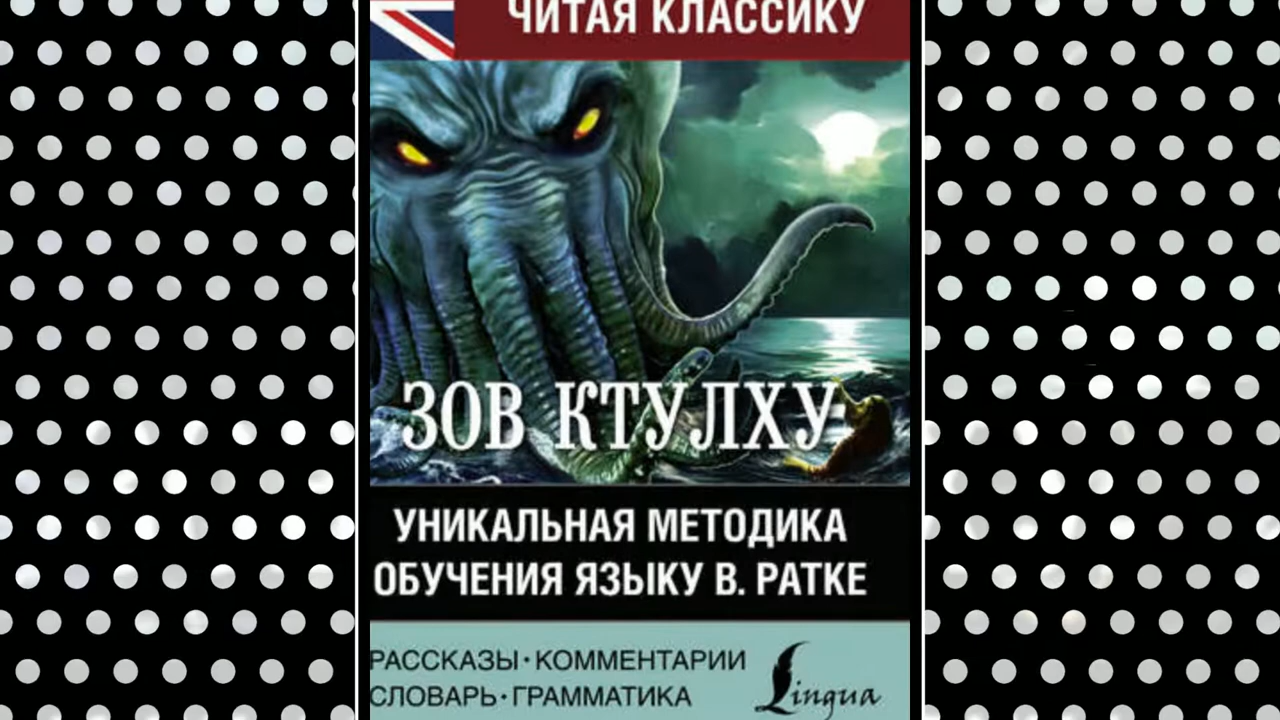 ЧИТАЯ КЛАССИКУ
ЗОВ КТУЛХУ
УНИКАЛЬНАЯ МЕТОДИКА
ОБУЧЕНИЯ ЯЗЫКУ В. РАТКЕ
РАССКАЗЫ · КОММЕНТАРИИ
СЛОВАРЬ · ГРАММАТИКА
Lingua